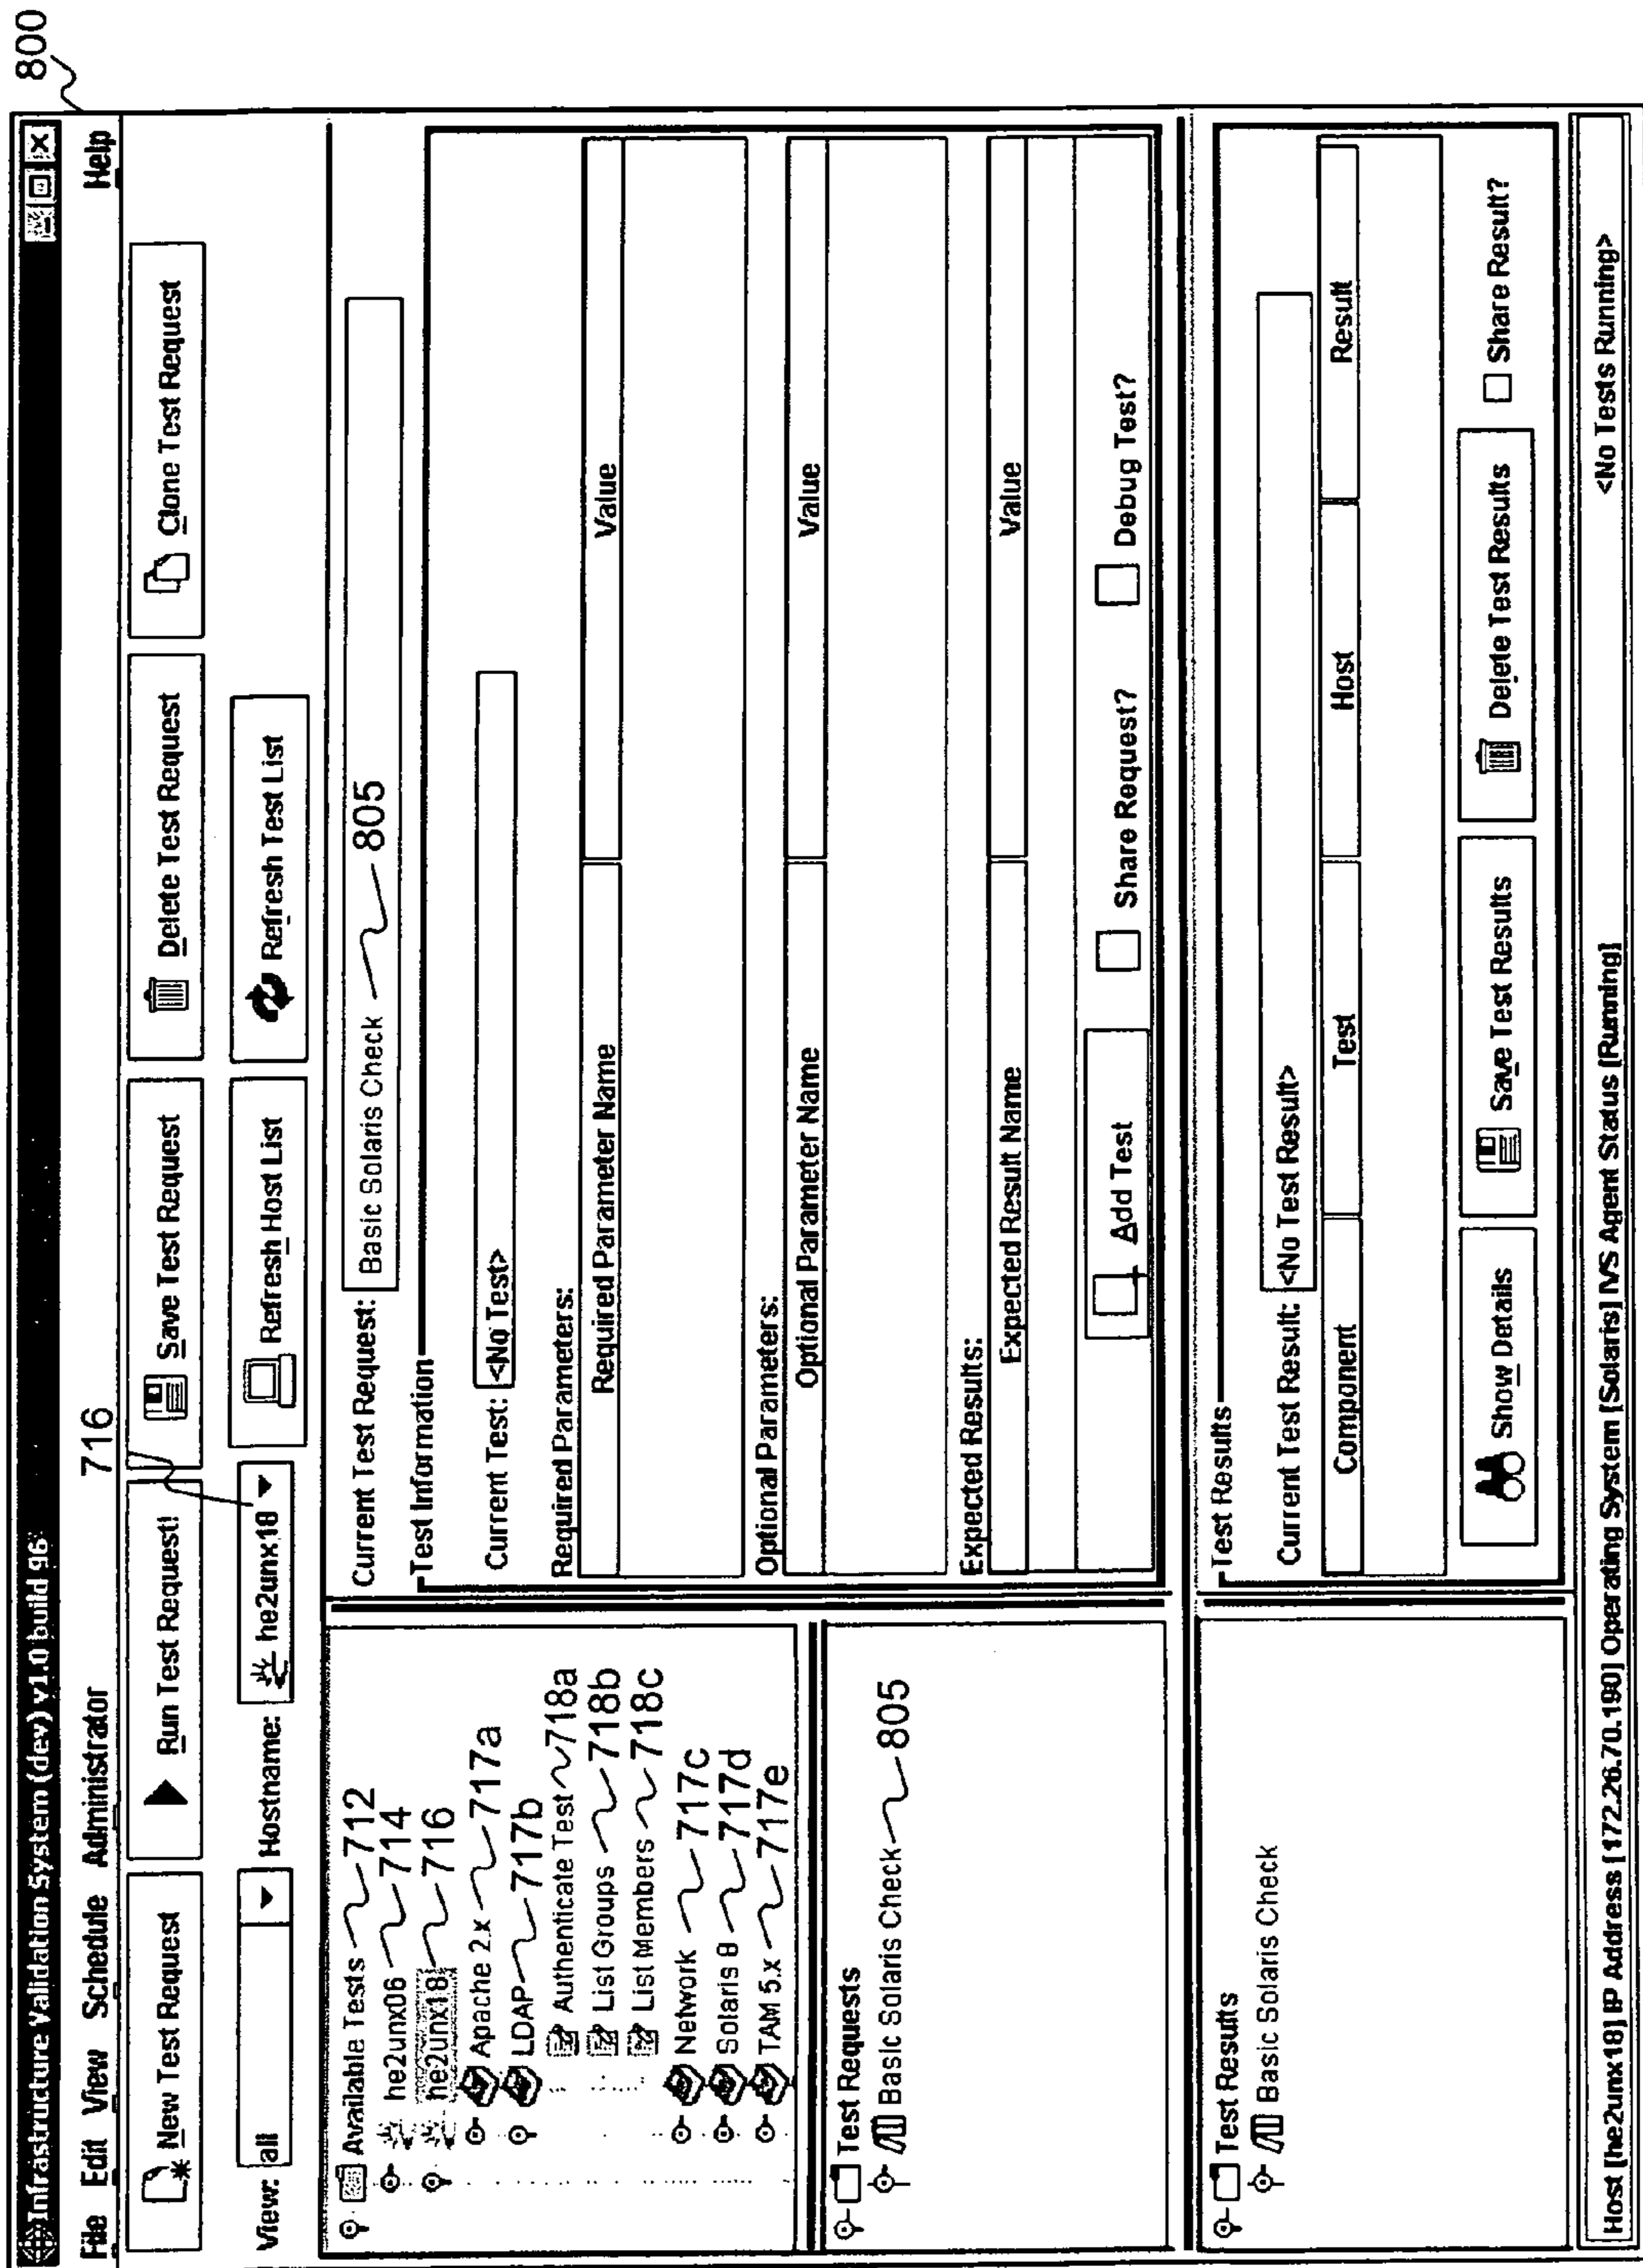 800
Infrastructure Validation System (dev) v1.0 build 96
File Edit View Schedule Administrator Help
716
New Test Request Run Test Request! Save Test Request Delete Test Request Clone Test Request
View: all Hostname: he2unx18 Refresh Host List Refresh Test List
Available Tests 712
he2unx06 714
he2unx18 716
Apache 2.x 717a
LDAP 717b
Authenticate Test 718a
List Groups 718b
List Members 718c
Network 717c
Solaris 8 717d
TAM 5.x 717e
Test Requests
Basic Solaris Check 805
Test Results
Basic Solaris Check
Current Test Request: Basic Solaris Check 805
Test Information
Current Test: <No Test>
Required Parameters:
Required Parameter Name Value
Optional Parameters:
Optional Parameter Name Value
Expected Results:
Expected Result Name Value
Add Test Share Request? Debug Test?
Test Results
Current Test Result: <No Test Result>
Component Test Host Result
Show Details Save Test Results Delete Test Results Share Result?
Host [he2unx18] IP Address [172.26.70.190] Operating System [Solaris] IVS Agent Status [Running] <No Tests Running>